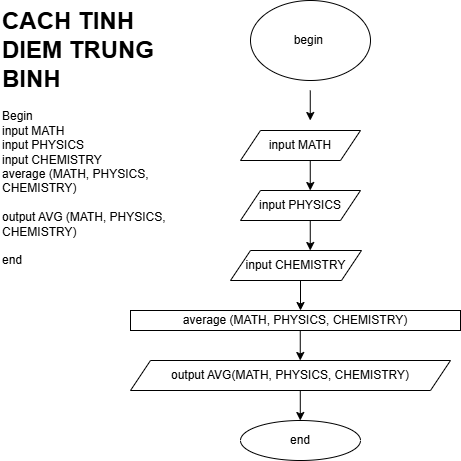 CACH TINH
DIEM TRUNG
BINH
Begin
input MATH
input PHYSICS
input CHEMISTRY
average (MATH, PHYSICS,
CHEMISTRY)
output AVG (MATH, PHYSICS,
CHEMISTRY)
end
begin
input MATH
input PHYSICS
input CHEMISTRY
average (MATH, PHYSICS, CHEMISTRY)
output AVG(MATH, PHYSICS, CHEMISTRY)
end